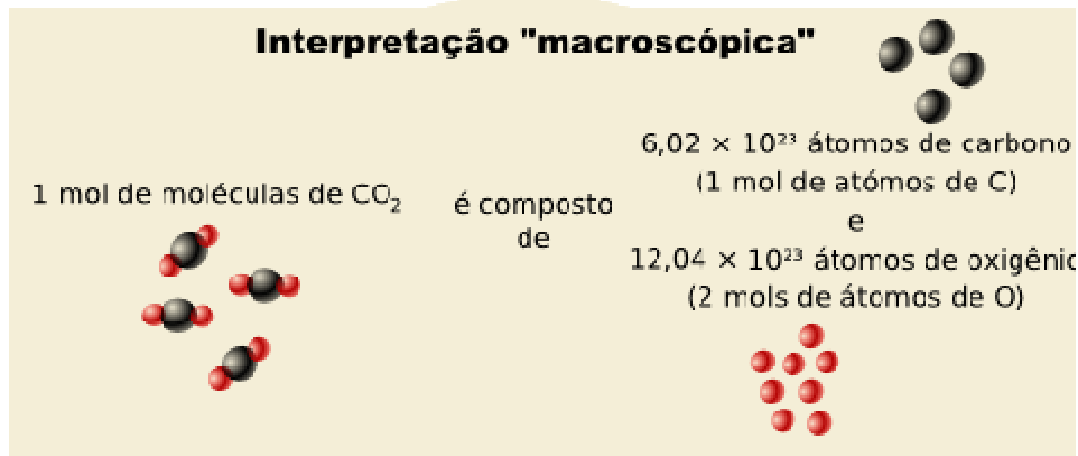 Interpretação "macroscópica"
1 mol de moléculas de CO₂
é composto
de
6,02 × 10²³ átomos de carbono
(1 mol de atómos de C)
e
12,04 × 10²³ átomos de oxigênio
(2 mols de átomos de O)